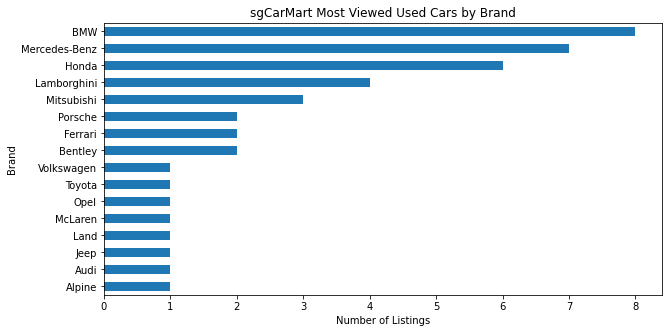 sgCarMart Most Viewed Used Cars by Brand
Brand
BMW
Mercedes-Benz
Honda
Lamborghini
Mitsubishi
Porsche
Ferrari
Bentley
Volkswagen
Toyota
Opel
McLaren
Land
Jeep
Audi
Alpine
0 1 2 3 4 5 6 7 8
Number of Listings